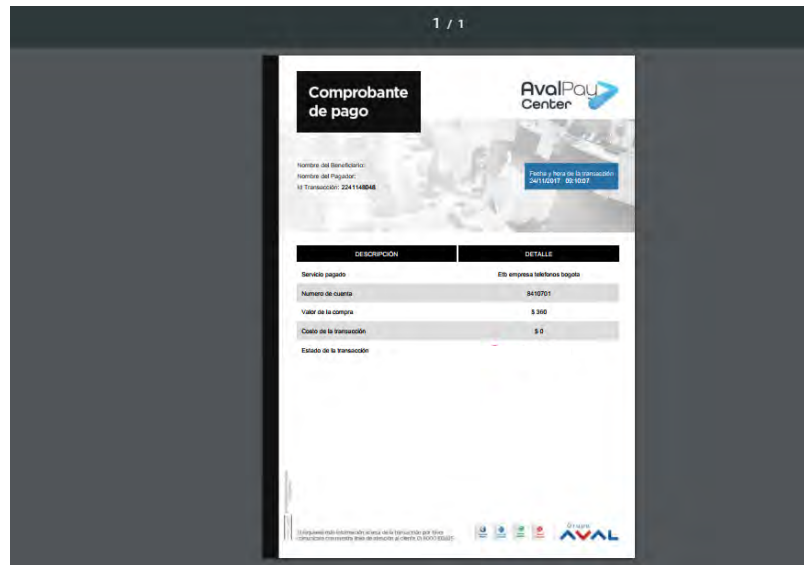 1 / 1
Comprobante
de pago
AvalPay
Center
Nombre del Beneficiario:
Nombre del Pagador:
Id Transacción: 2241148048
Fecha y hora de la transacción
24/11/2017 09:10:57
DESCRIPCIÓN DETALLE
Servicio pagado Etb empresa telefonos bogota
Numero de cuenta 8410701
Valor de la compra $ 360
Costo de la transacción $ 0
Estado de la transacción
Grupo
AVAL